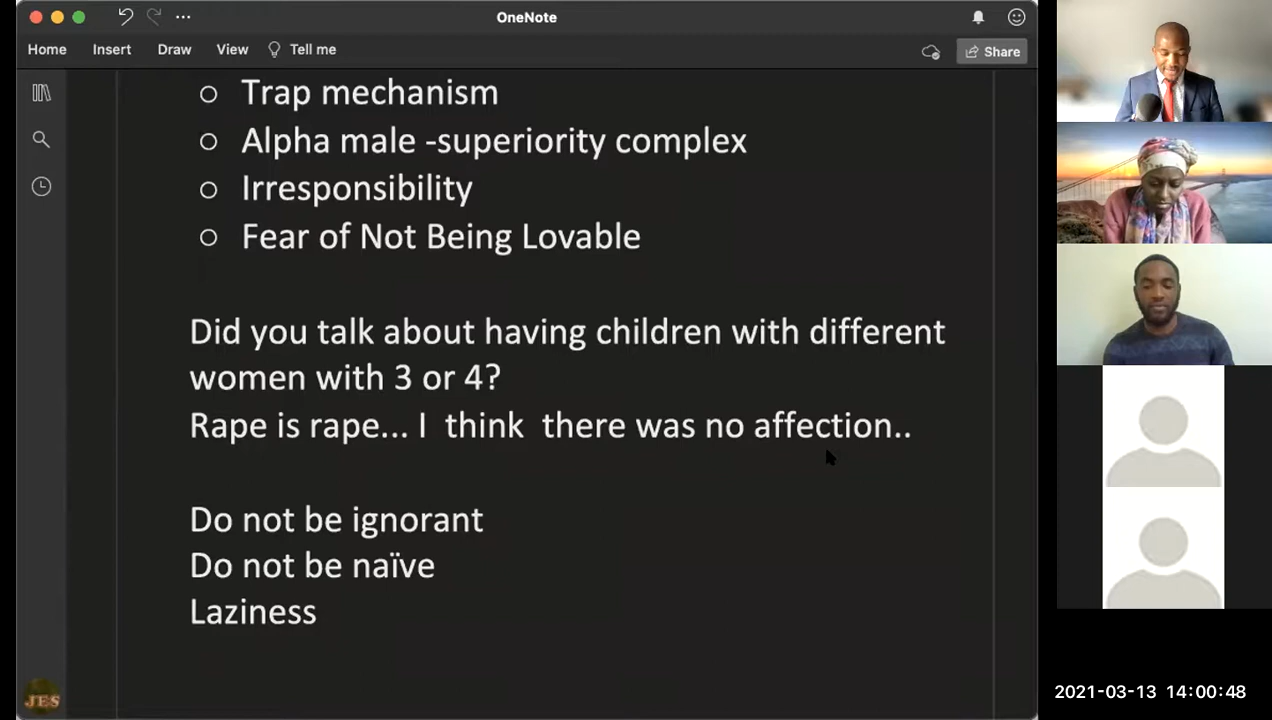 OneNote
Home Insert Draw View Tell me Share
Trap mechanism
Alpha male -superiority complex
Irresponsibility
Fear of Not Being Lovable
Did you talk about having children with different
women with 3 or 4?
Rape is rape... I think there was no affection..
Do not be ignorant
Do not be naïve
Laziness
JES
2021-03-13 14:00:48